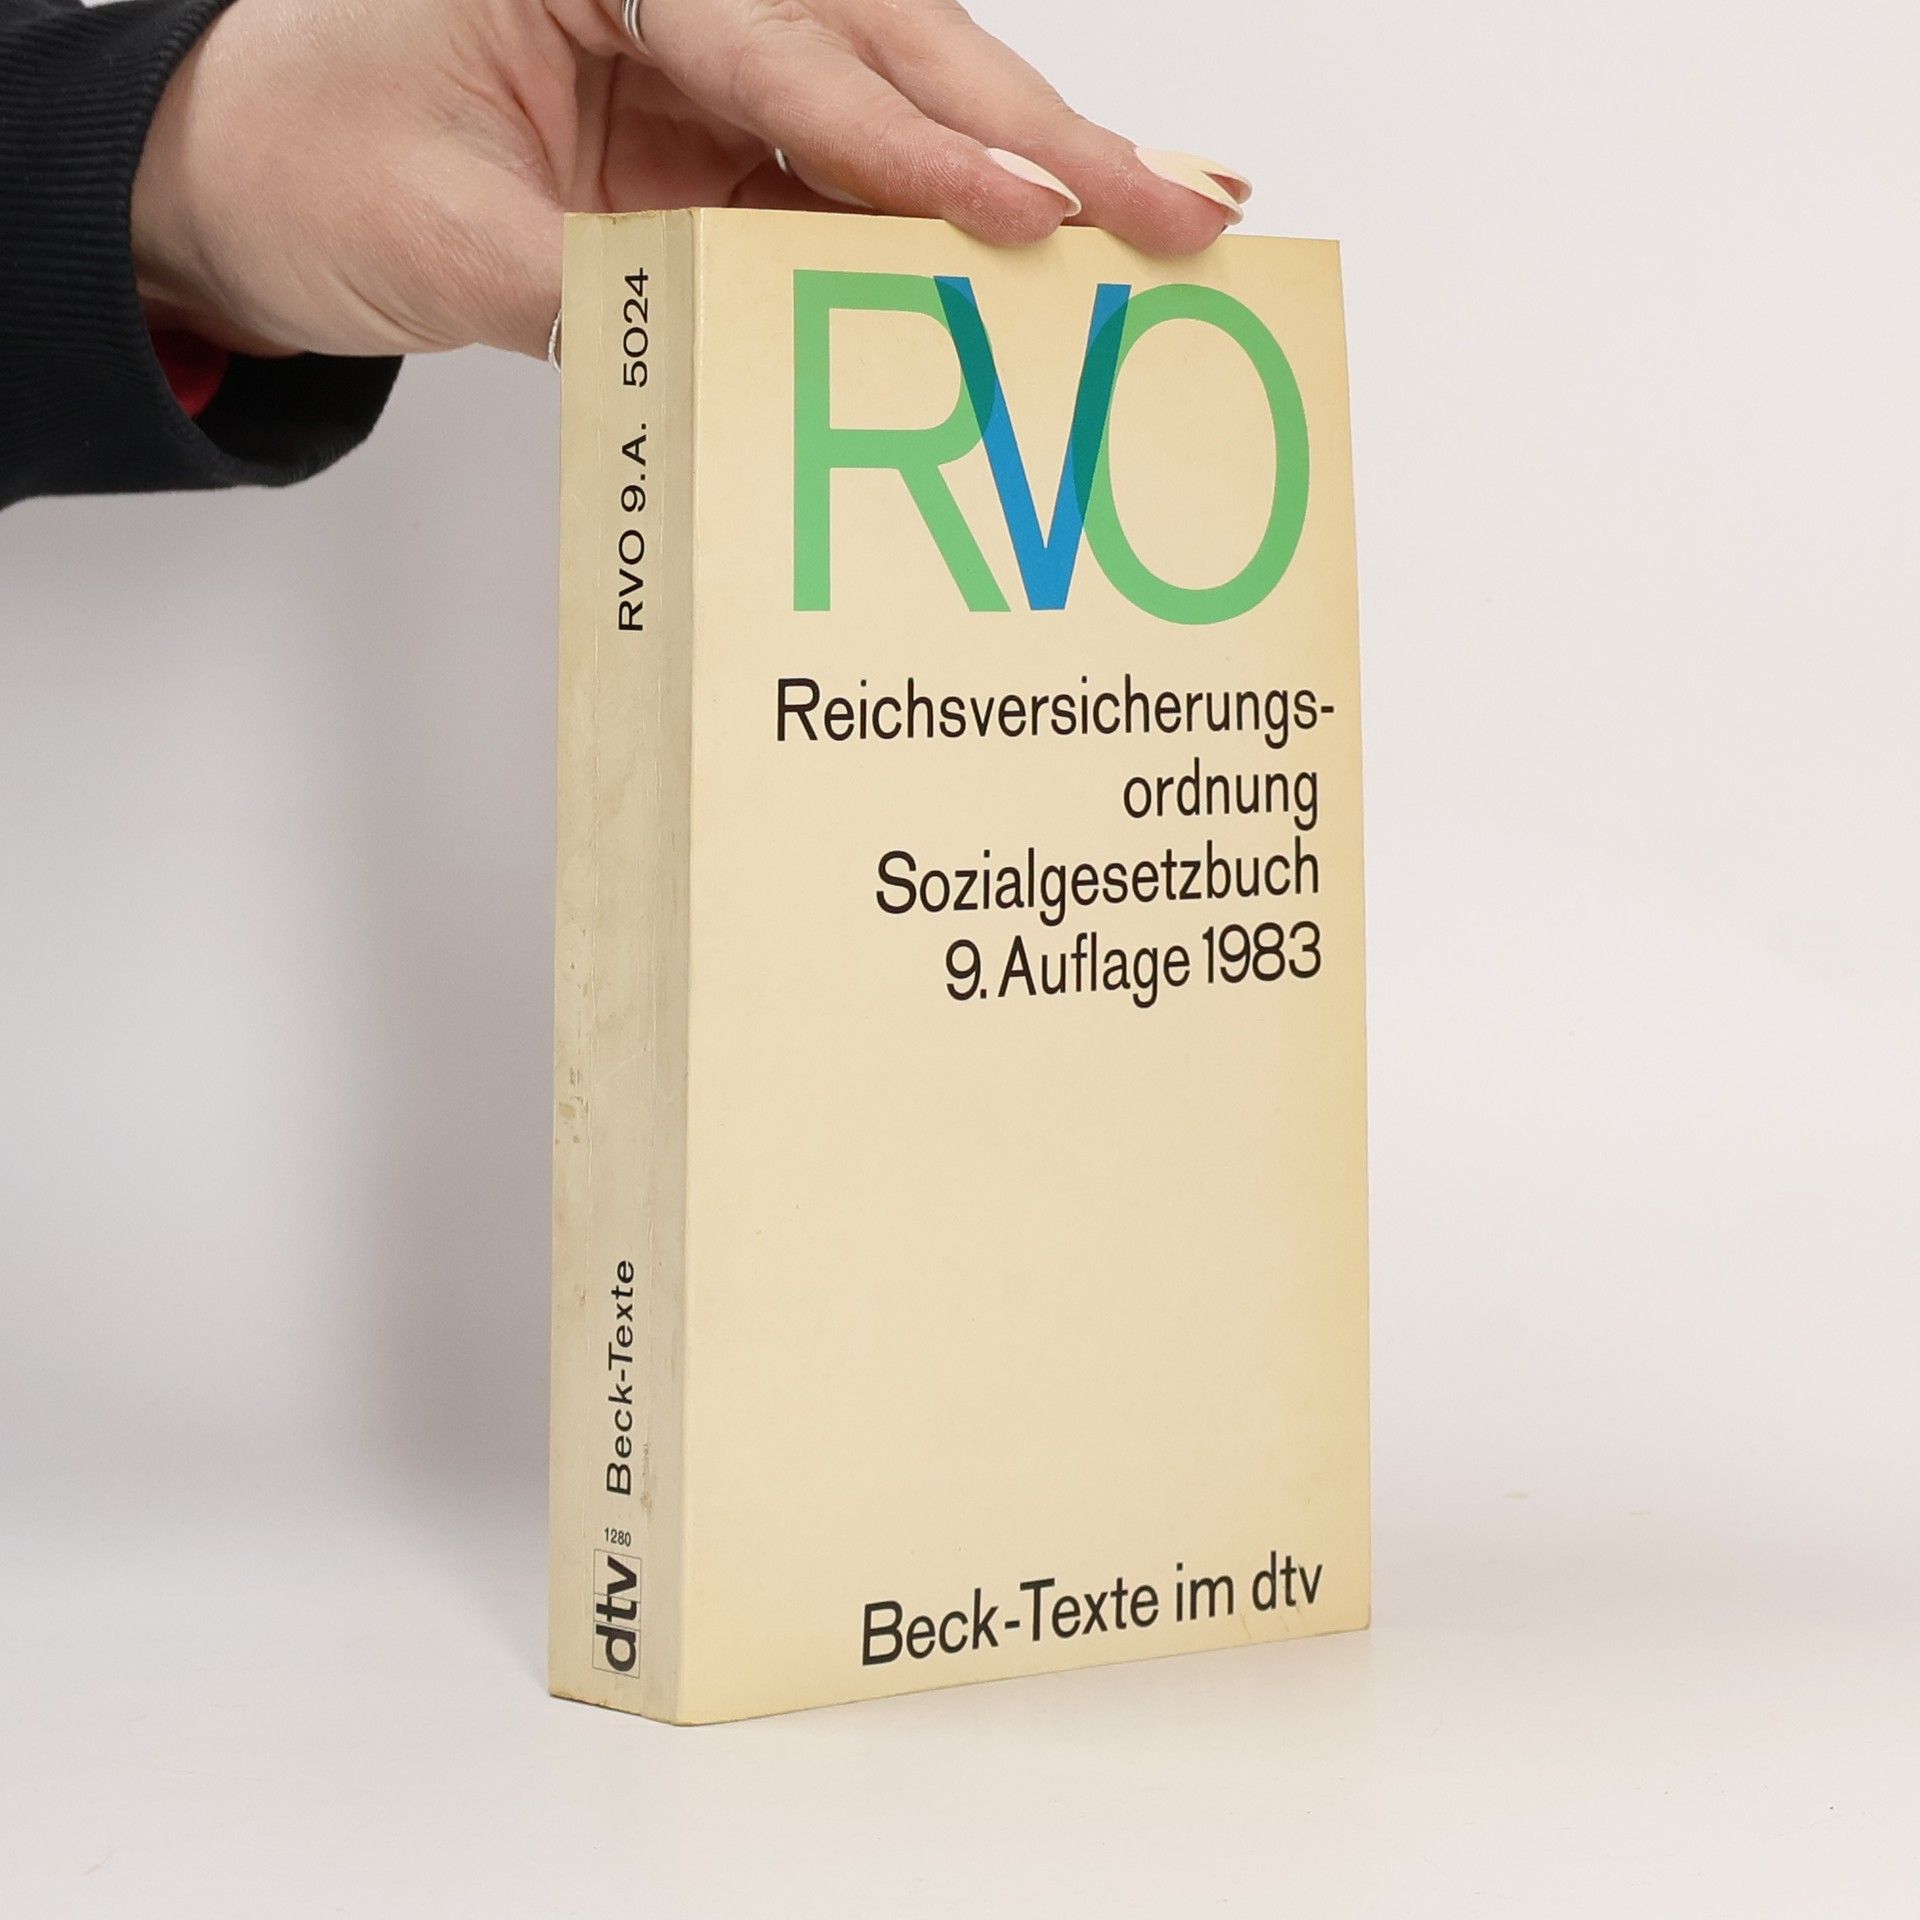 RVO
Reichsversicherungs-
ordnung
Sozialgesetzbuch
9. Auflage 1983
Beck-Texte im dtv
RVO 9.A. 5024
Beck-Texte
1280
dtv